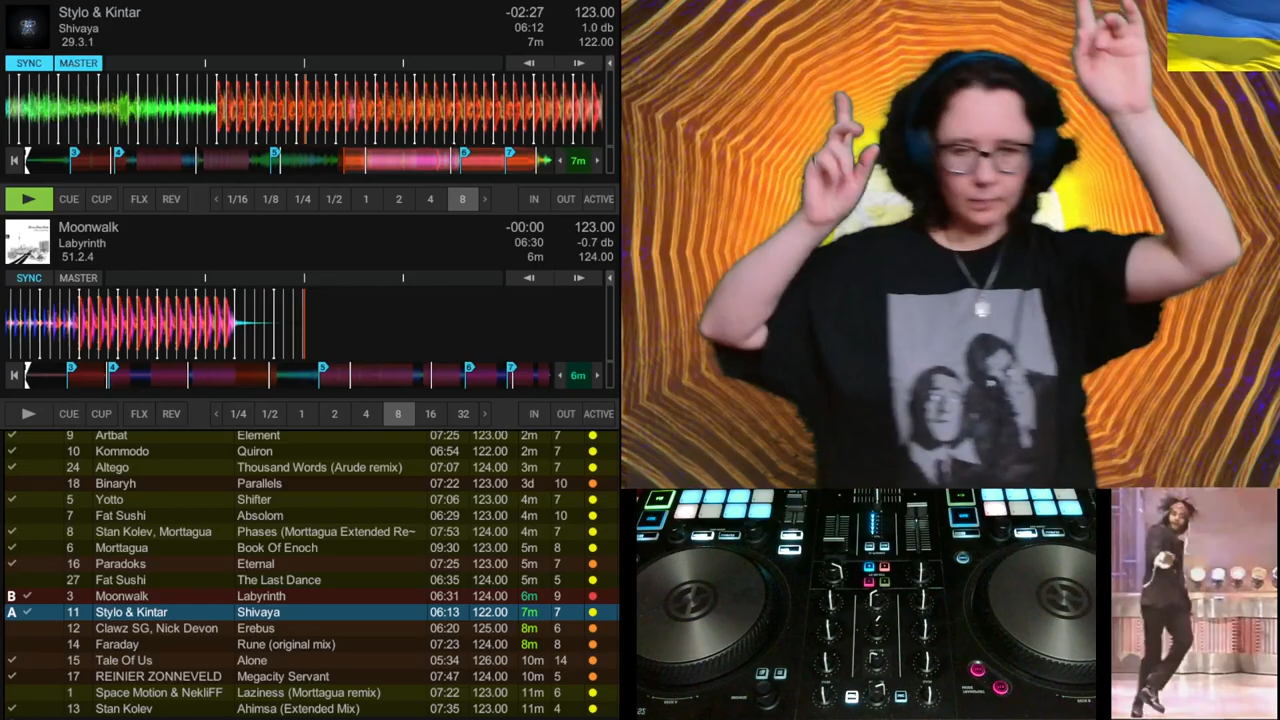 Stylo & Kintar -02:27 123.00
Shivaya 06:12 1.0 db
29.3.1 7m 122.00
SYNC MASTER
3 4 5 6 7 7m
CUE CUP FLX REV 1/16 1/8 1/4 1/2 1 2 4 8 IN OUT ACTIVE
Moonwalk -00:00 123.00
Labyrinth 06:30 -0.7 db
51.2.4 6m 124.00
SYNC MASTER
3 4 5 6 7 6m
CUE CUP FLX REV 1/4 1/2 1 2 4 8 16 32 IN OUT ACTIVE
9 Artbat Element 07:25 123.00 2m 7
10 Kommodo Quiron 06:54 122.00 2m 7
24 Altego Thousand Words (Arude remix) 07:07 124.00 3m 7
18 Binaryh Parallels 07:22 123.00 3d 10
5 Yotto Shifter 07:06 123.00 4m 7
7 Fat Sushi Absolom 06:29 123.00 4m 10
8 Stan Kolev, Morttagua Phases (Morttagua Extended Re~ 07:53 124.00 4m 7
6 Morttagua Book Of Enoch 09:30 123.00 5m 8
16 Paradoks Eternal 07:25 123.00 5m 7
27 Fat Sushi The Last Dance 06:35 124.00 5m 5
B 3 Moonwalk Labyrinth 06:31 124.00 6m 9
A 11 Stylo & Kintar Shivaya 06:13 122.00 7m 7
12 Clawz SG, Nick Devon Erebus 06:20 125.00 8m 6
14 Faraday Rune (original mix) 07:23 124.00 8m 8
15 Tale Of Us Alone 05:34 126.00 10m 14
17 REINIER ZONNEVELD Megacity Servant 07:47 124.00 10m 5
1 Space Motion & NekliFF Laziness (Morttagua remix) 07:22 123.00 11m 6
13 Stan Kolev Ahimsa (Extended Mix) 07:35 123.00 11m 4